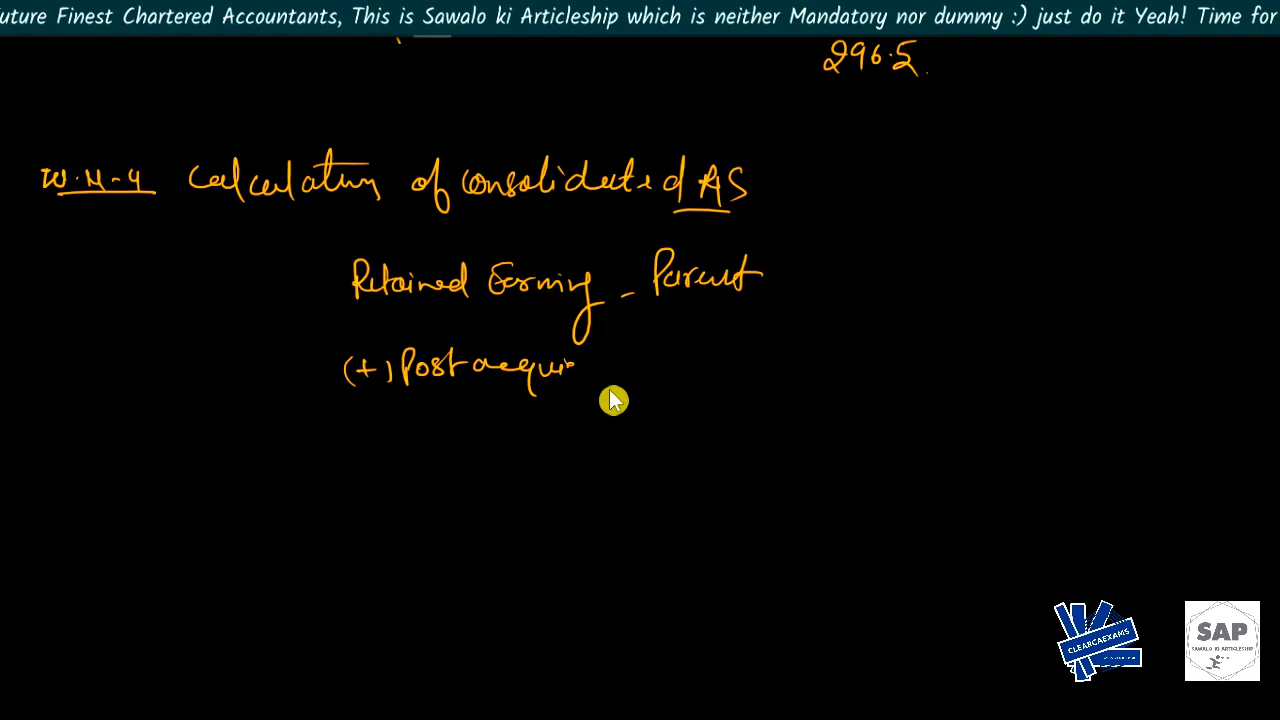 uture Finest Chartered Accountants, This is Sawalo ki Articleship which is neither Mandatory nor dummy :) just do it Yeah! Time for
296.5
W.N-4 Calculation of consolidated
Retained Earning - Parent
(+) Post acqui
CLEARCAEXAMS
SAP
SAWALO KI ARTICLESHIP